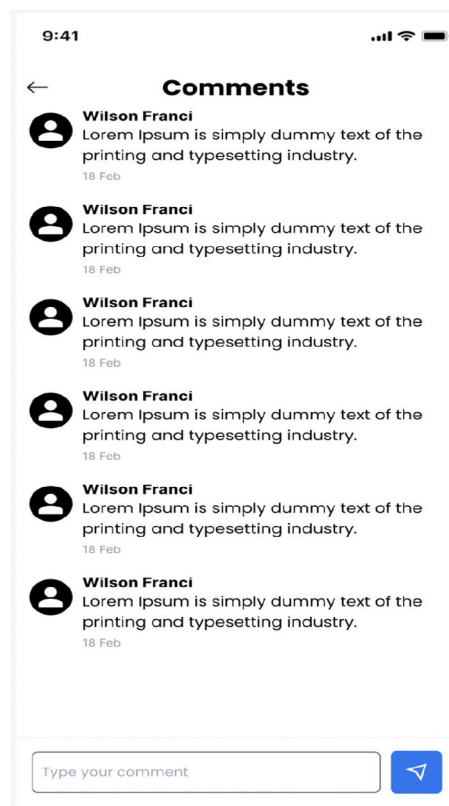 9:41
Comments
Wilson Franci
Lorem Ipsum is simply dummy text of the
printing and typesetting industry.
18 Feb
Wilson Franci
Lorem Ipsum is simply dummy text of the
printing and typesetting industry.
18 Feb
Wilson Franci
Lorem Ipsum is simply dummy text of the
printing and typesetting industry.
18 Feb
Wilson Franci
Lorem Ipsum is simply dummy text of the
printing and typesetting industry.
18 Feb
Wilson Franci
Lorem Ipsum is simply dummy text of the
printing and typesetting industry.
18 Feb
Wilson Franci
Lorem Ipsum is simply dummy text of the
printing and typesetting industry.
18 Feb
Type your comment